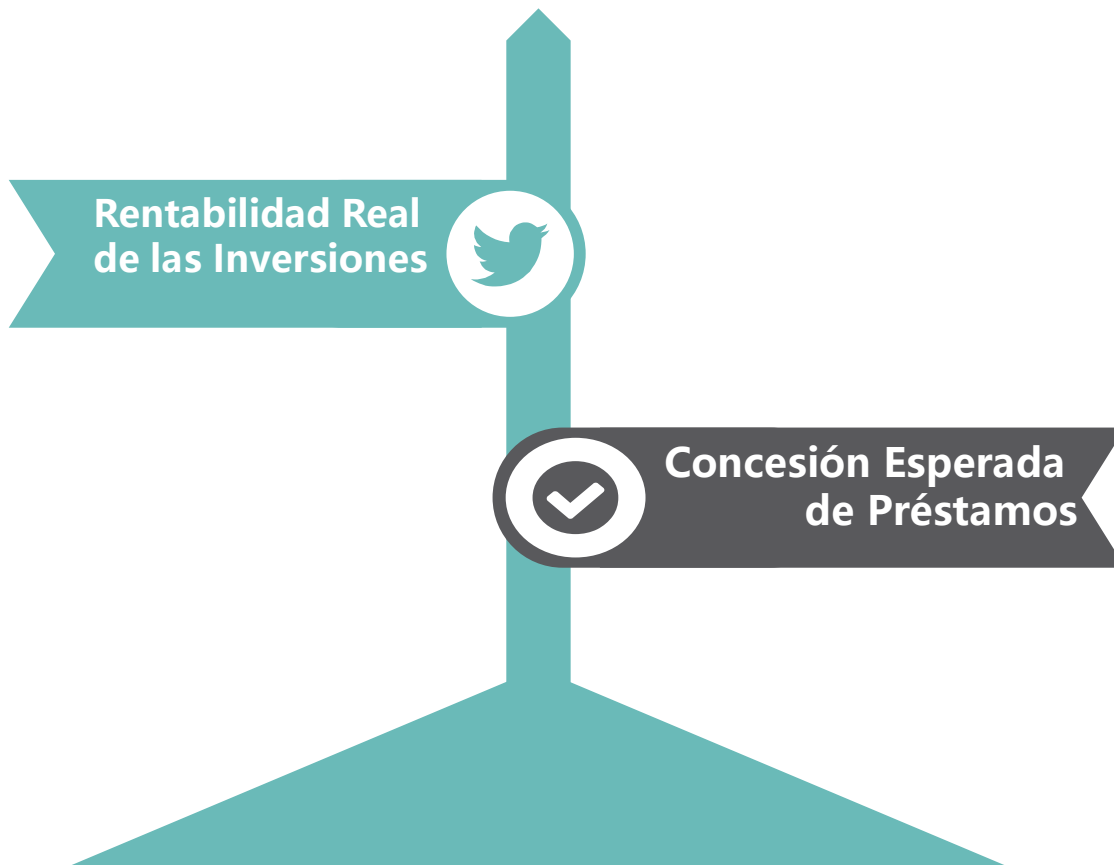 Rentabilidad Real
de las Inversiones
Concesión Esperada
de Préstamos